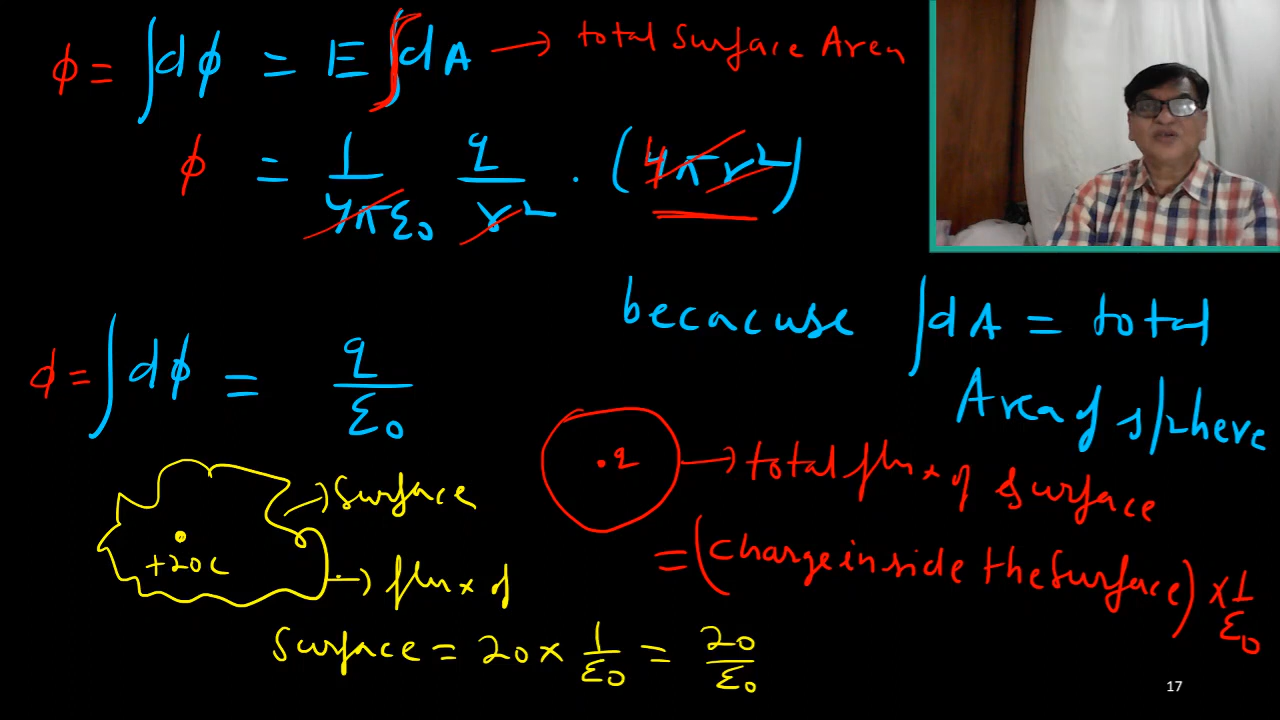 ϕ = ∫dϕ = E ∫dA → total Surface Area
ϕ = 1/4πε0 q/r² . (4πr²)
becacuse ∫dA = total
Area of sphere
ϕ = ∫dϕ = q/ε0
.q → total flux of surface
= (charge inside the surface) × 1/ε0
→ Surface
+20C
→ flux of
Surface = 20 × 1/ε0 = 20/ε0
17